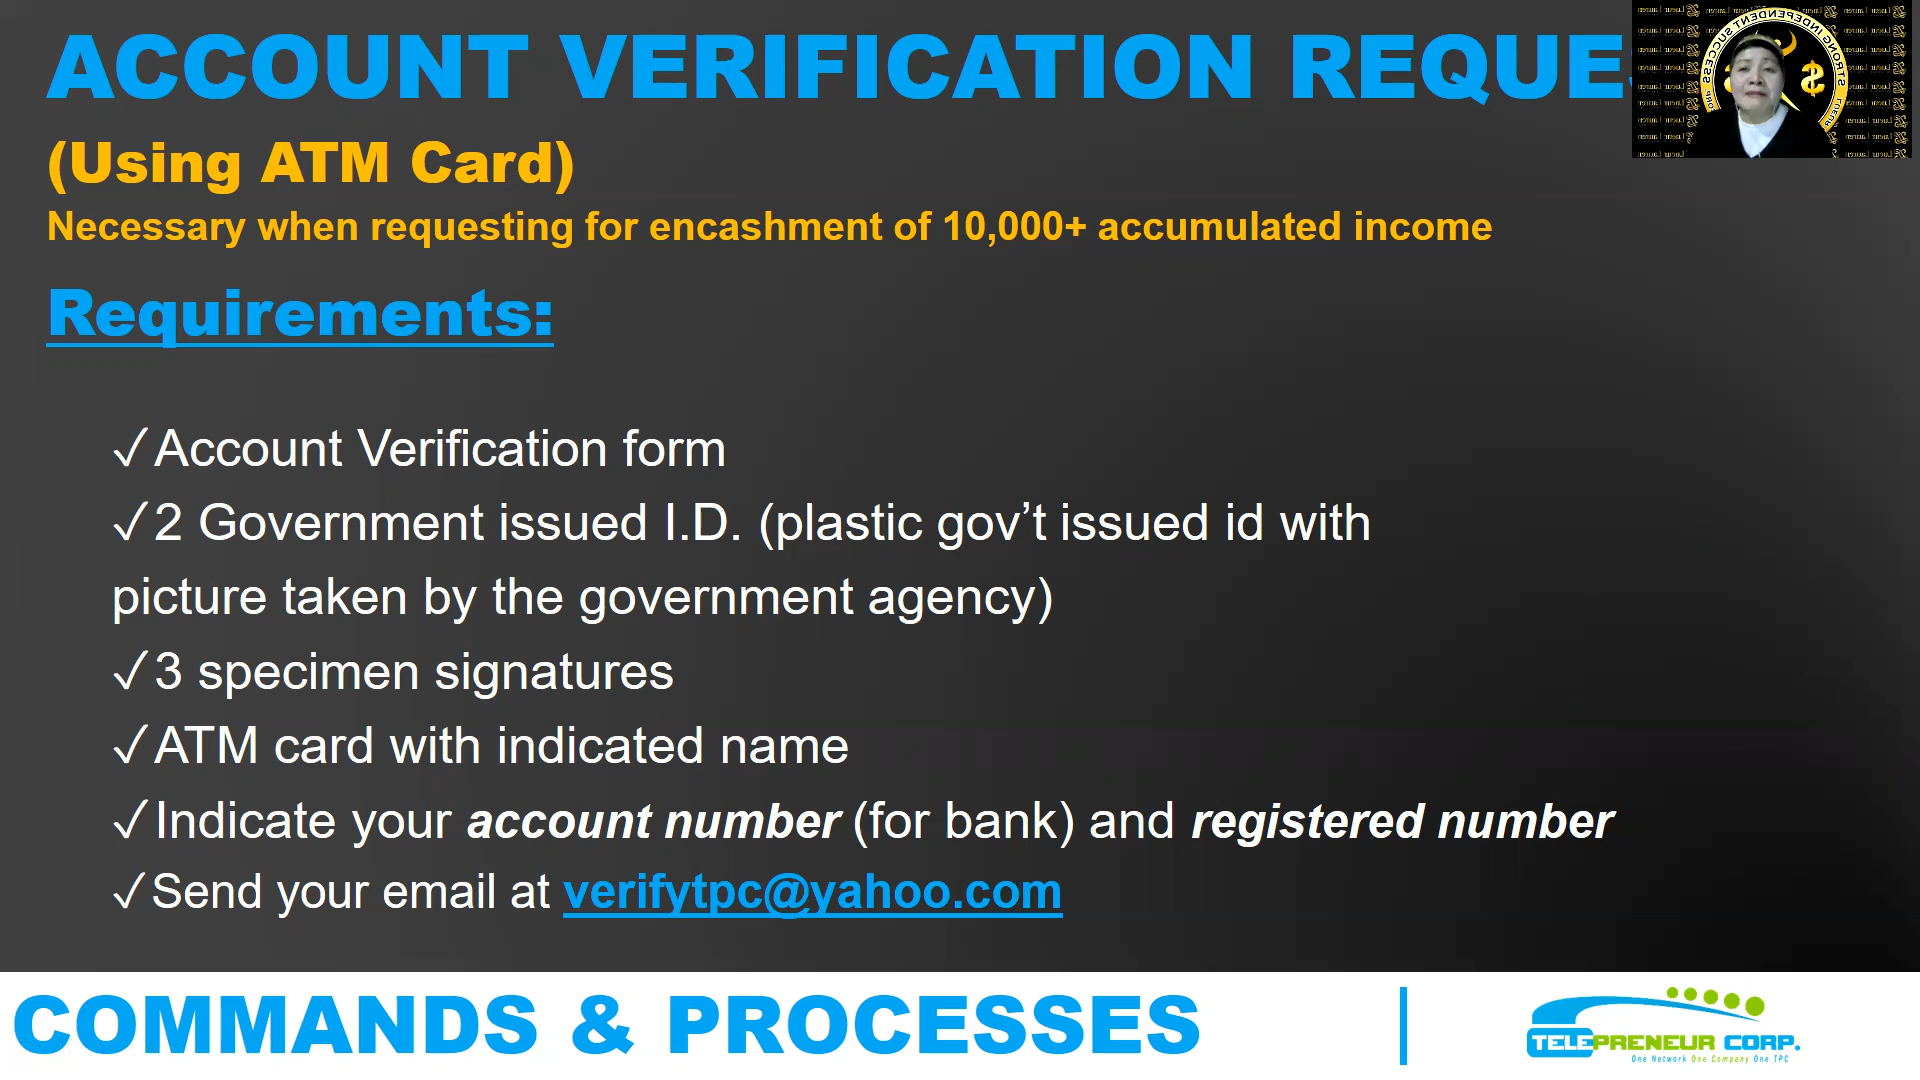 ACCOUNT VERIFICATION REQUE
(Using ATM Card)
Necessary when requesting for encashment of 10,000+ accumulated income
Requirements:
✓Account Verification form
✓2 Government issued I.D. (plastic gov’t issued id with
picture taken by the government agency)
✓3 specimen signatures
✓ATM card with indicated name
✓Indicate your account number (for bank) and registered number
✓Send your email at verifytpc@yahoo.com
COMMANDS & PROCESSES
TELEPRENEUR CORP.
One Network One Company One TPC
STRONG INDEPENDENT SUCCESS